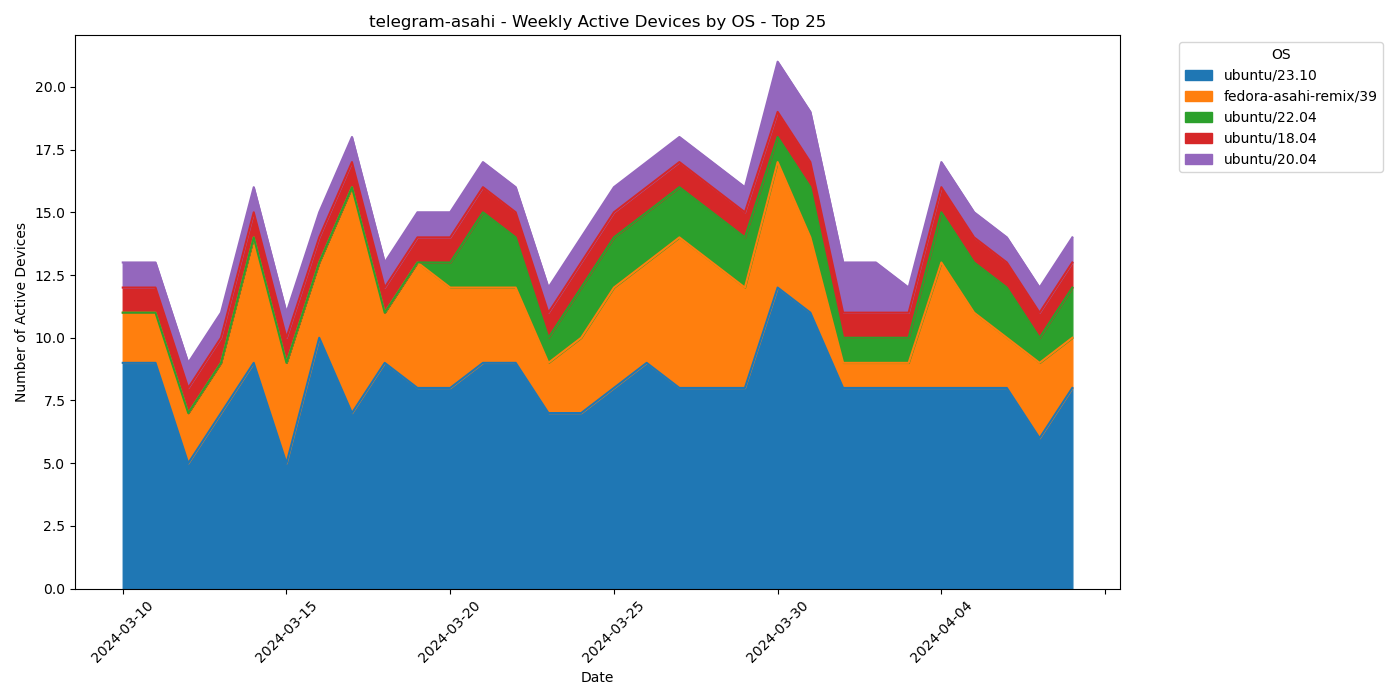 telegram-asahi - Weekly Active Devices by OS - Top 25
OS
ubuntu/23.10
fedora-asahi-remix/39
ubuntu/22.04
ubuntu/18.04
ubuntu/20.04
Number of Active Devices
20.0
17.5
15.0
12.5
10.0
7.5
5.0
2.5
0.0
2024-03-10
2024-03-15
2024-03-20
2024-03-25
2024-03-30
2024-04-04
Date